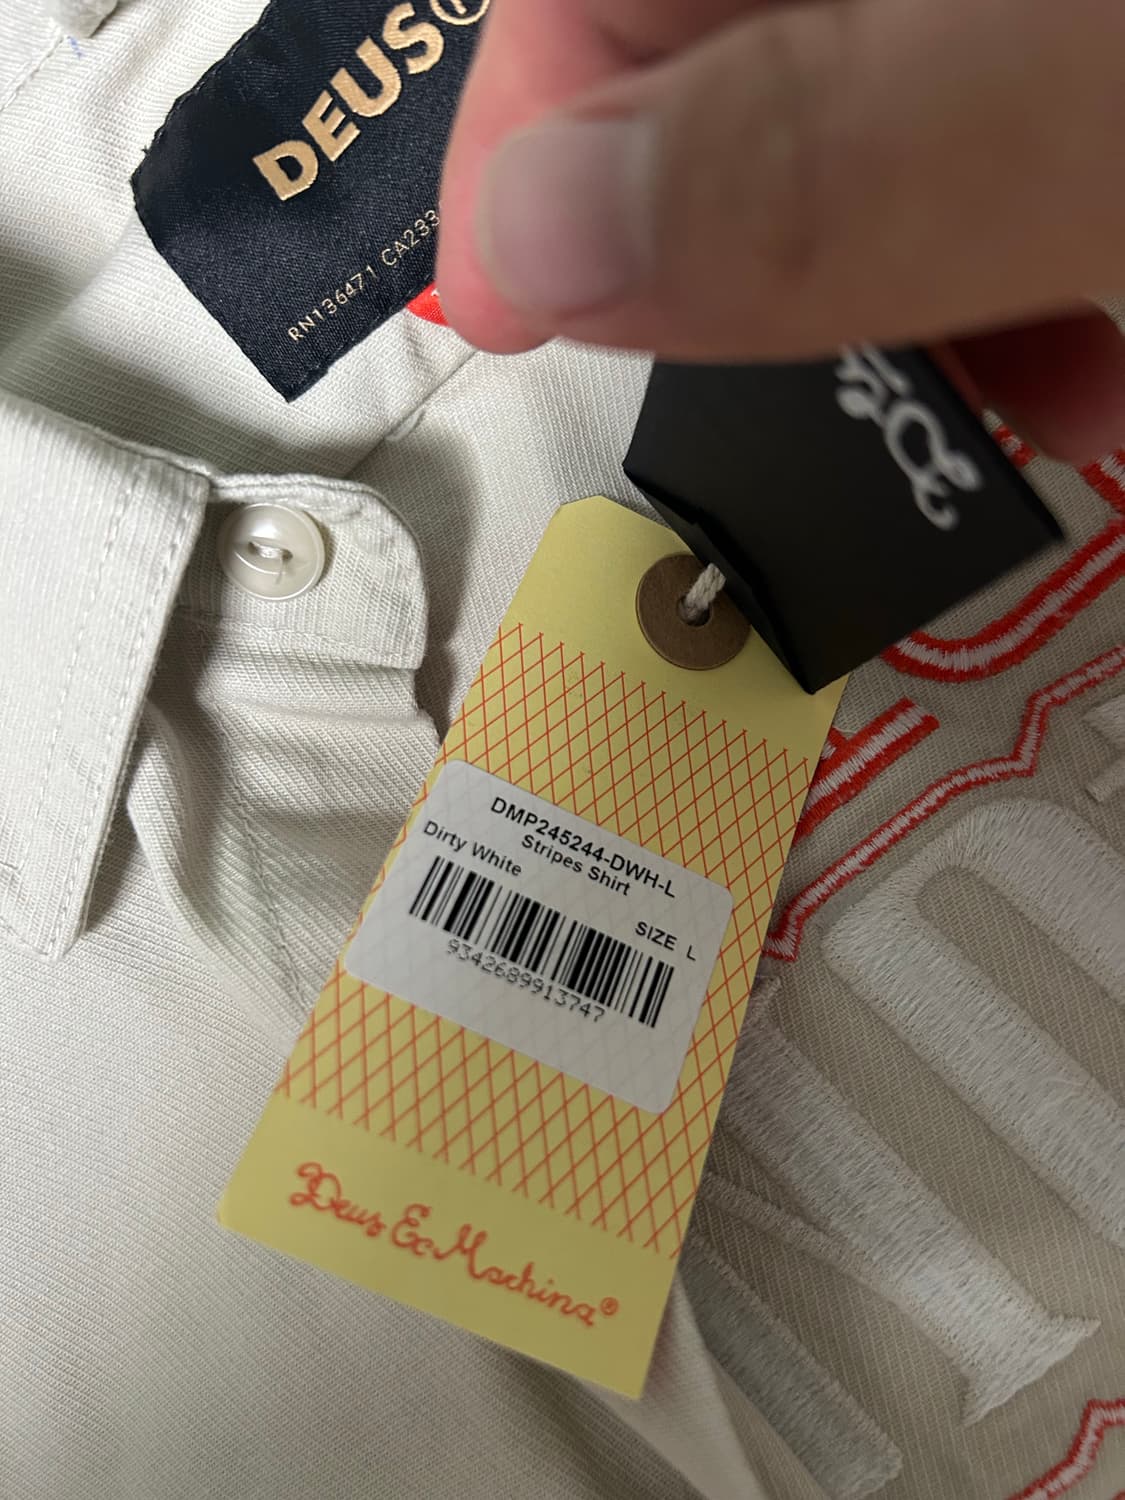 DEUS
RN136471 CA233
DMP245244-DWH-L
Stripes Shirt
Dirty White
SIZE L
9342689913747
Deus Ex Machina®